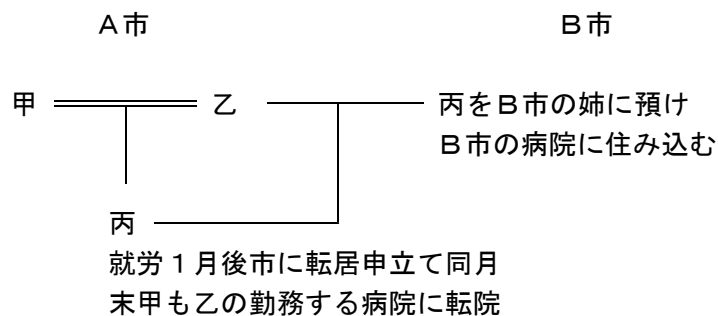 A市 B市
甲 乙 丙をB市の姉に預け
B市の病院に住み込む
丙
就労1月後市に転居申立て同月
末甲も乙の勤務する病院に転院